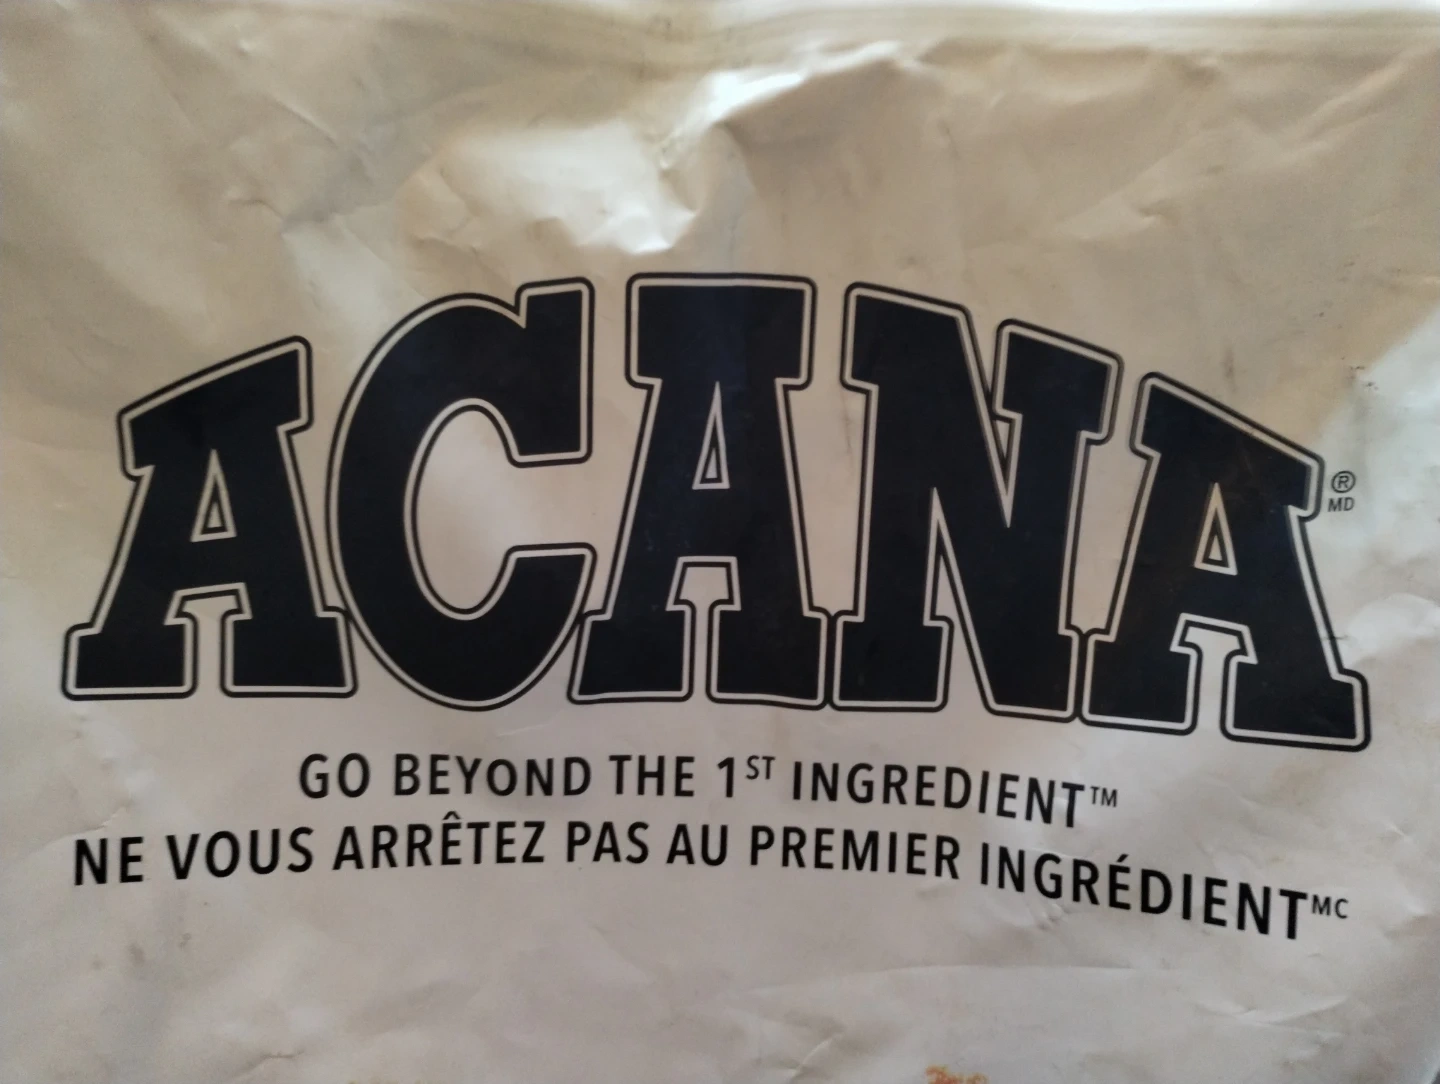 ACANA ®
MD
GO BEYOND THE 1ST INGREDIENT™
NE VOUS ARRÊTEZ PAS AU PREMIER INGRÉDIENTMC